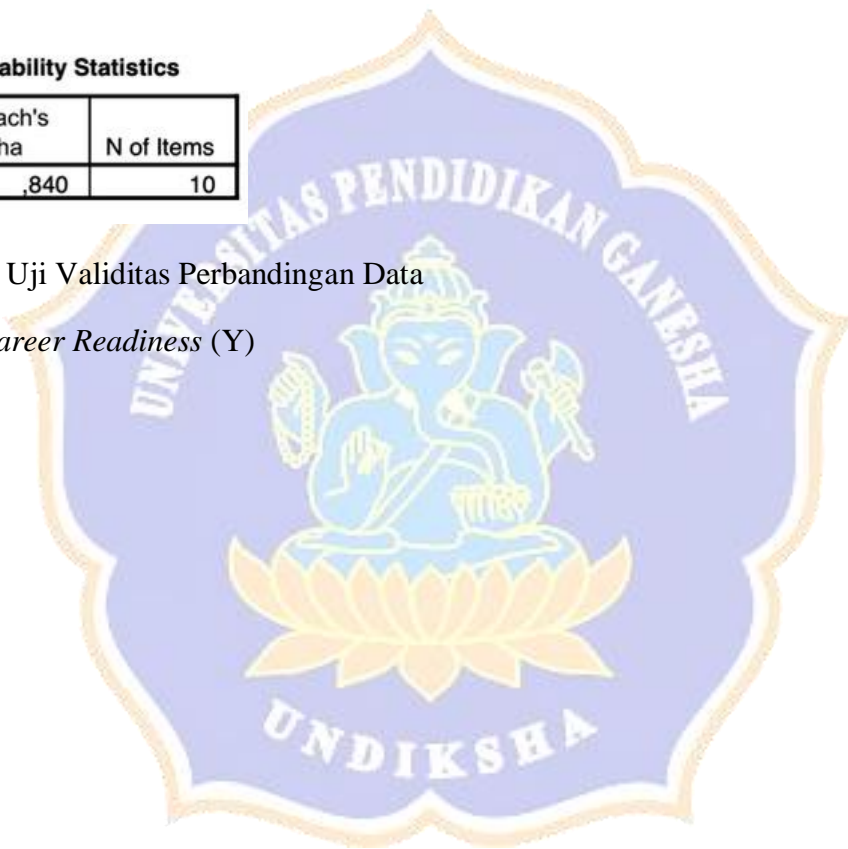 ability Statistics
ach's
ha
N of Items
,840
10
Uji Validitas Perbandingan Data
areer Readiness (Y)
UNIVERSITAS PENDIDIKAN GANESHA
UNDIKSHA